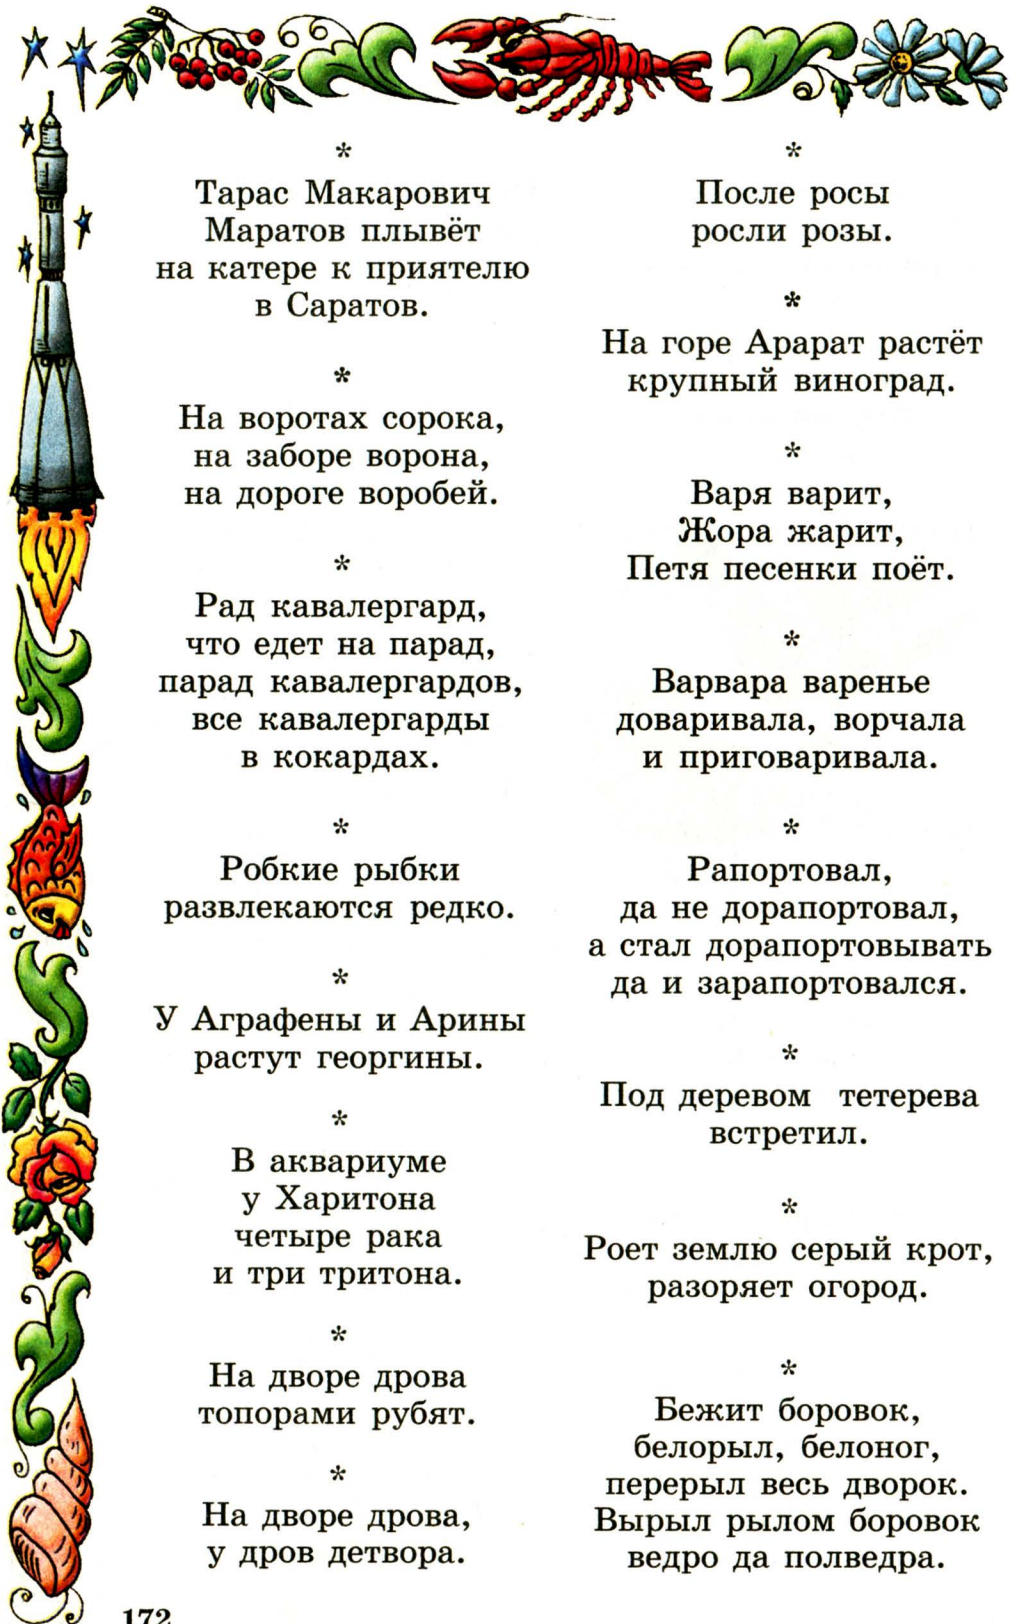 *
Тарас Макарович
Маратов плывёт
на катере к приятелю
в Саратов.
*
На воротах сорока,
на заборе ворона,
на дороге воробей.
*
Рад кавалергард,
что едет на парад,
парад кавалергардов,
все кавалергарды
в кокардах.
*
Робкие рыбки
развлекаются редко.
*
У Аграфены и Арины
растут георгины.
*
В аквариуме
у Харитона
четыре рака
и три тритона.
*
На дворе дрова
топорами рубят.
*
На дворе дрова,
у дров детвора.
*
После росы
росли розы.
*
На горе Арарат растёт
крупный виноград.
*
Варя варит,
Жора жарит,
Петя песенки поёт.
*
Варвара варенье
доваривала, ворчала
и приговаривала.
*
Рапортовал,
да не дорапортовал,
а стал дорапортовывать
да и зарапортовался.
*
Под деревом тетерева
встретил.
*
Роет землю серый крот,
разоряет огород.
*
Бежит боровок,
белорыл, белоног,
перерыл весь дворок.
Вырыл рылом боровок
ведро да полведра.
172